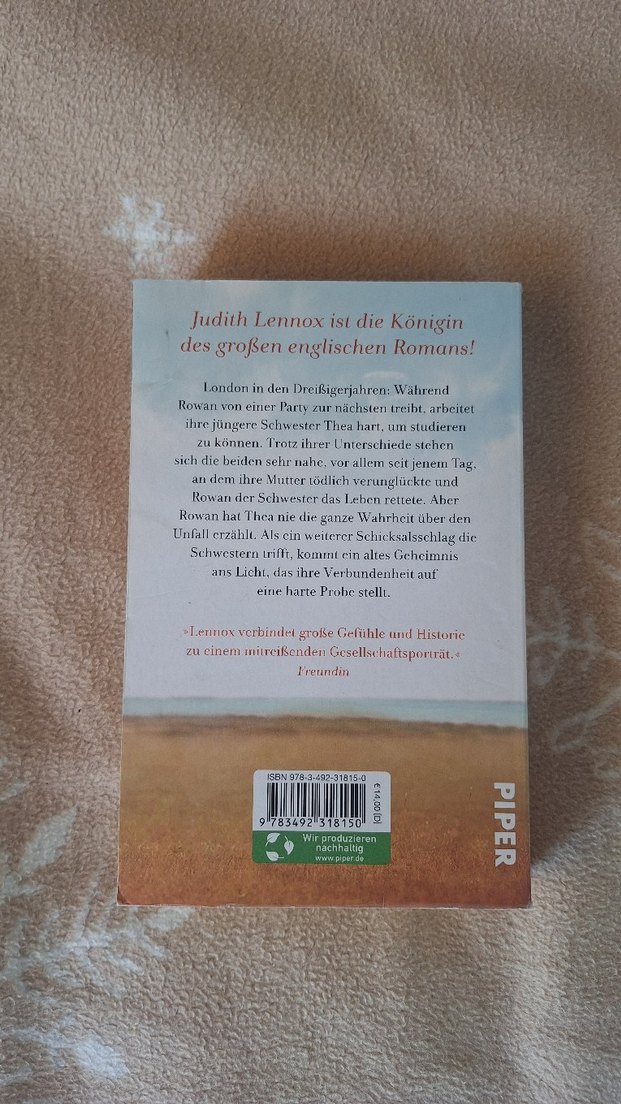 Judith Lennox ist die Königin
des großen englischen Romans!
London in den Dreißigerjahren: Während
Rowan von einer Party zur nächsten treibt, arbeitet
ihre jüngere Schwester Thea hart, um studieren
zu können. Trotz ihrer Unterschiede stehen
sich die beiden sehr nahe, vor allem seit jenem Tag,
an dem ihre Mutter tödlich verunglückte und
Rowan der Schwester das Leben rettete. Aber
Rowan hat Thea nie die ganze Wahrheit über den
Unfall erzählt. Als ein weiterer Schicksalsschlag die
Schwestern trifft, kommt ein altes Geheimnis
ans Licht, das ihre Verbundenheit auf
eine harte Probe stellt.
»Lennox verbindet große Gefühle und Historie
zu einem mitreißenden Gesellschaftsporträt.«
Freundin
ISBN 978-3-492-31815-0
€ 14,00 [D]
9 783492 318150
Wir produzieren
nachhaltig
www.piper.de
PIPER